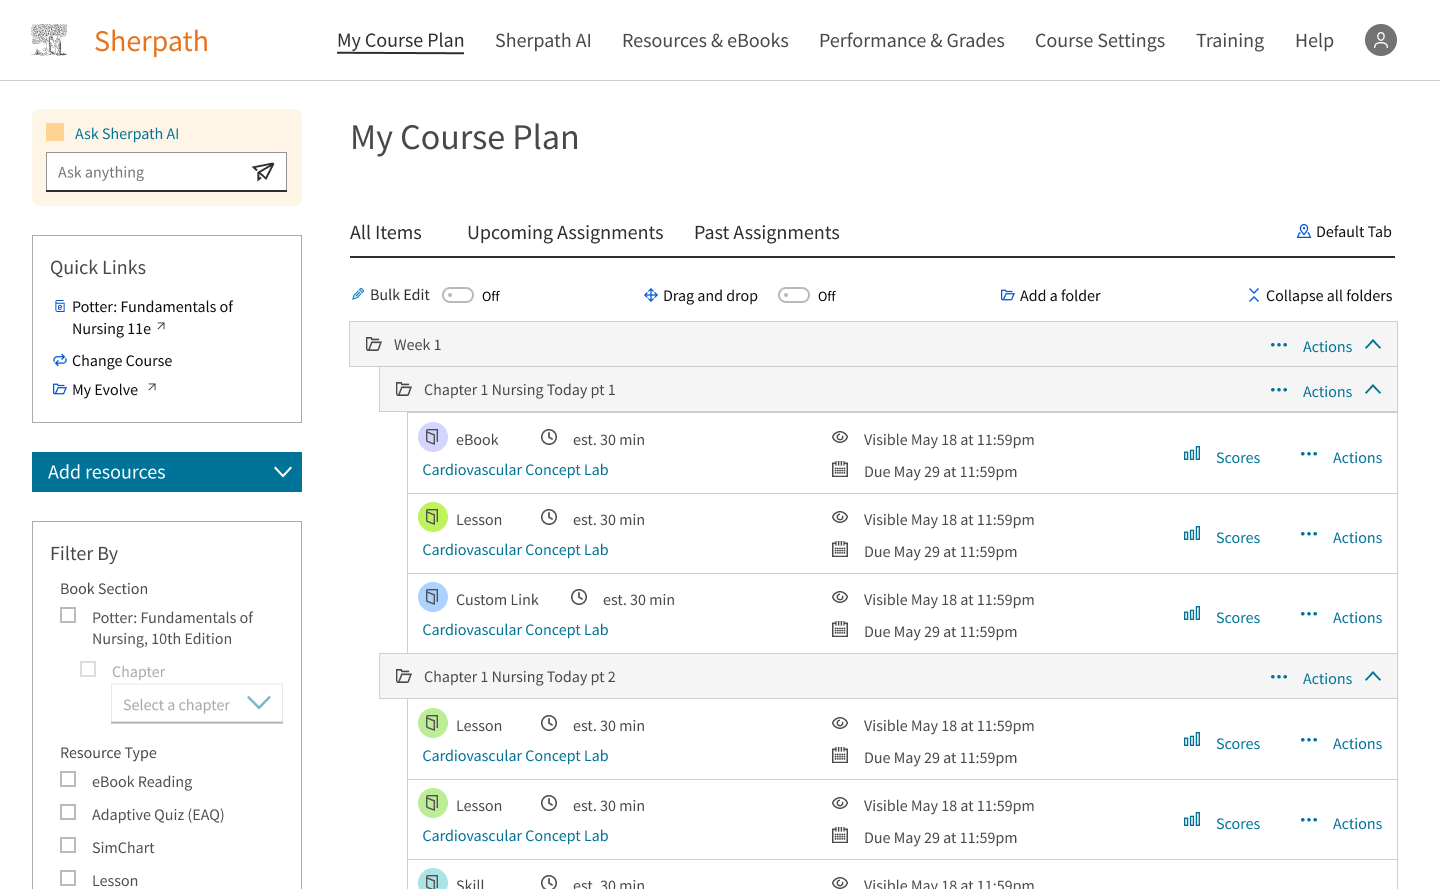 Sherpath
My Course Plan Sherpath AI Resources & eBooks Performance & Grades Course Settings Training Help
Ask Sherpath AI
Ask anything
Quick Links
Potter: Fundamentals of
Nursing 11e
Change Course
My Evolve
Add resources
Filter By
Book Section
Potter: Fundamentals of
Nursing, 10th Edition
Chapter
Select a chapter
Resource Type
eBook Reading
Adaptive Quiz (EAQ)
SimChart
Lesson
My Course Plan
All Items Upcoming Assignments Past Assignments Default Tab
Bulk Edit Off Drag and drop Off Add a folder Collapse all folders
Week 1 Actions
Chapter 1 Nursing Today pt 1 Actions
eBook est. 30 min Visible May 18 at 11:59pm
Scores Actions
Cardiovascular Concept Lab Due May 29 at 11:59pm
Lesson est. 30 min Visible May 18 at 11:59pm
Scores Actions
Cardiovascular Concept Lab Due May 29 at 11:59pm
Custom Link est. 30 min Visible May 18 at 11:59pm
Scores Actions
Cardiovascular Concept Lab Due May 29 at 11:59pm
Chapter 1 Nursing Today pt 2 Actions
Lesson est. 30 min Visible May 18 at 11:59pm
Scores Actions
Cardiovascular Concept Lab Due May 29 at 11:59pm
Lesson est. 30 min Visible May 18 at 11:59pm
Scores Actions
Cardiovascular Concept Lab Due May 29 at 11:59pm
Skill est. 30 min Visible May 18 at 11:59pm